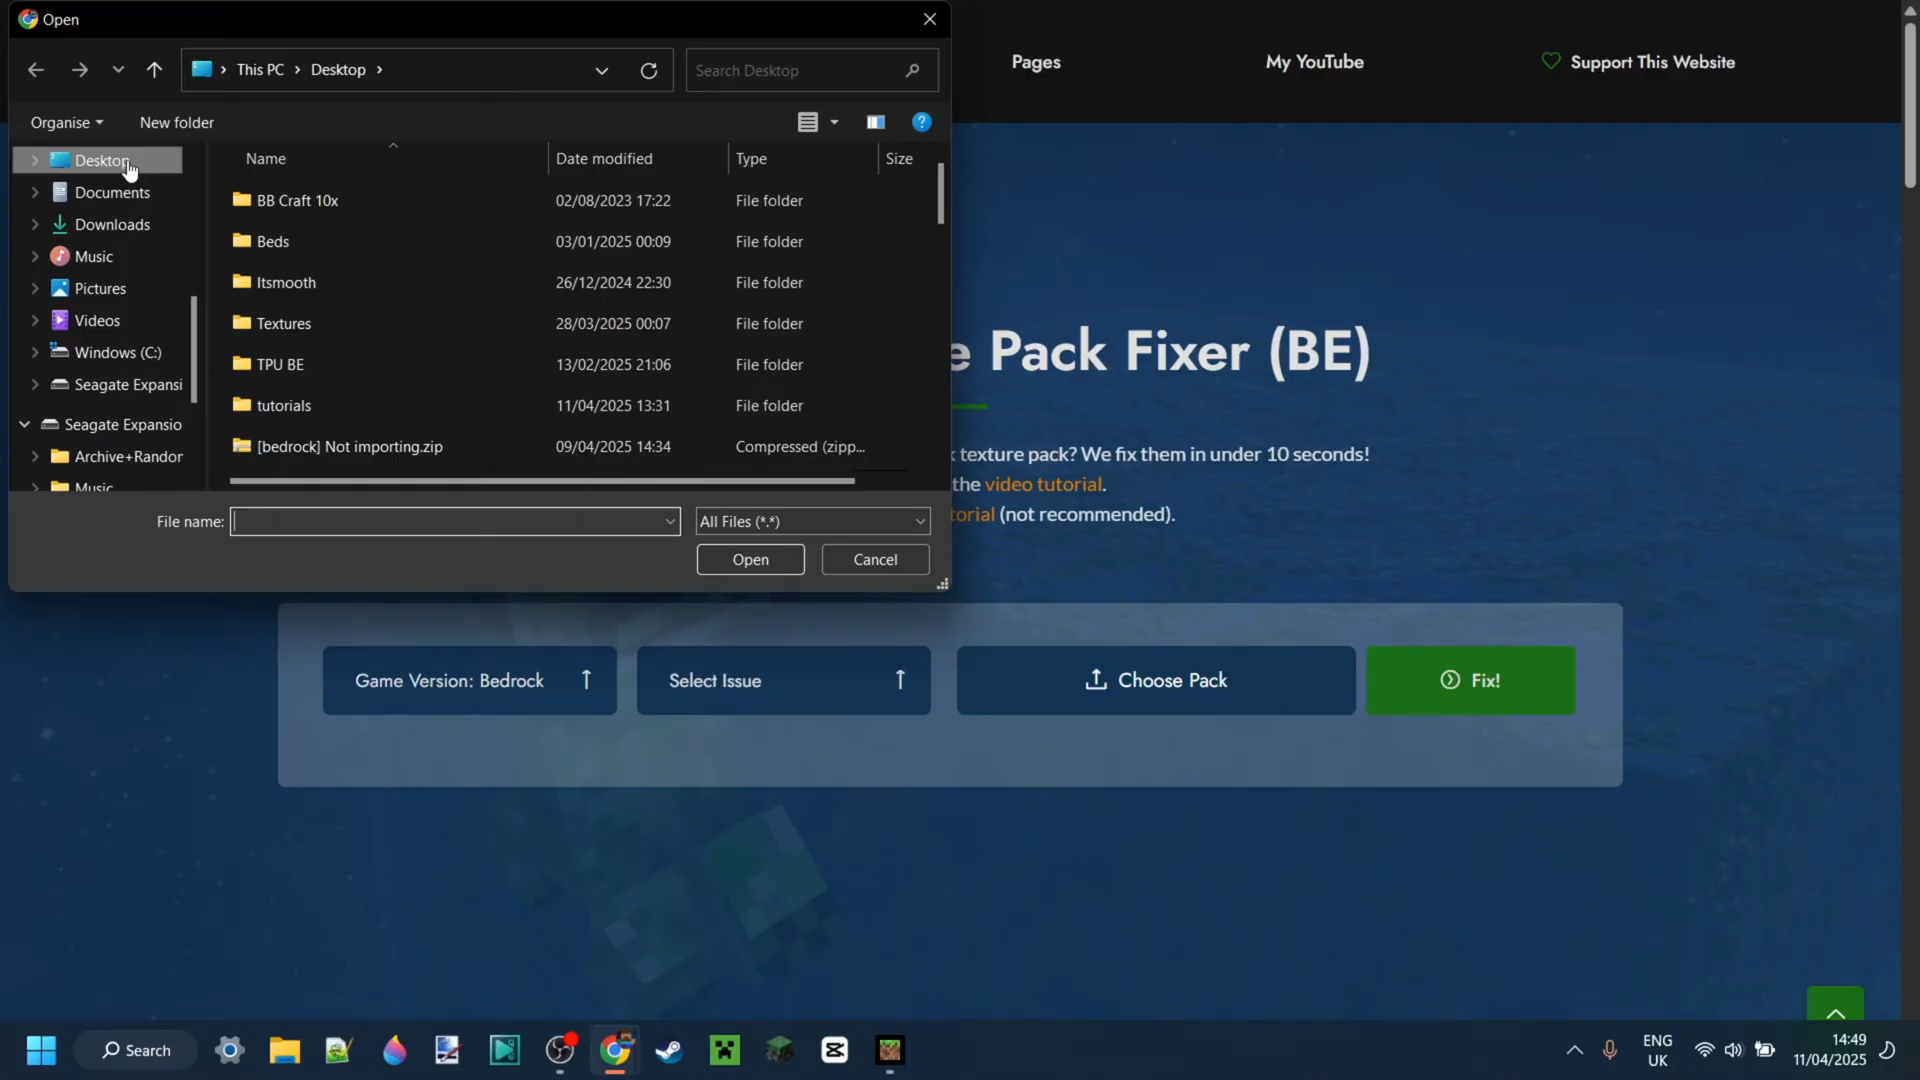 Open
This PC > Desktop >
Search Desktop
Pages
My YouTube
Support This Website
Organise
New folder
Desktop
Documents
Downloads
Music
Pictures
Videos
Windows (C:)
Seagate Expansi
Seagate Expansio
Archive+Randor
Music
Name
Date modified
Type
Size
BB Craft 10x
02/08/2023 17:22
File folder
Beds
03/01/2025 00:09
File folder
Itsmooth
26/12/2024 22:30
File folder
Textures
28/03/2025 00:07
File folder
TPU BE
13/02/2025 21:06
File folder
tutorials
11/04/2025 13:31
File folder
[bedrock] Not importing.zip
09/04/2025 14:34
Compressed (zipp...
File name:
All Files (*.*)
Open
Cancel
e Pack Fixer (BE)
texture pack? We fix them in under 10 seconds!
the video tutorial.
torial (not recommended).
Game Version: Bedrock
Select Issue
Choose Pack
Fix!
Search
ENG
UK
14:49
11/04/2025